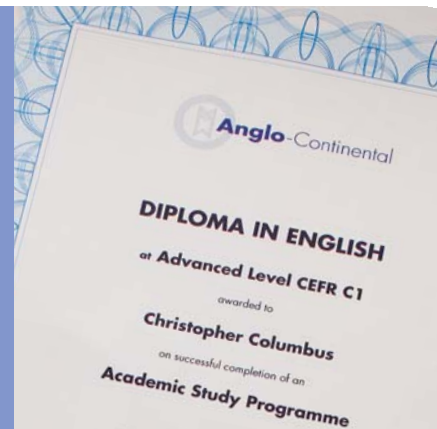 Anglo-Continental
DIPLOMA IN ENGLISH
at Advanced Level CEFR C1
awarded to
Christopher Columbus
on successful completion of an
Academic Study Programme